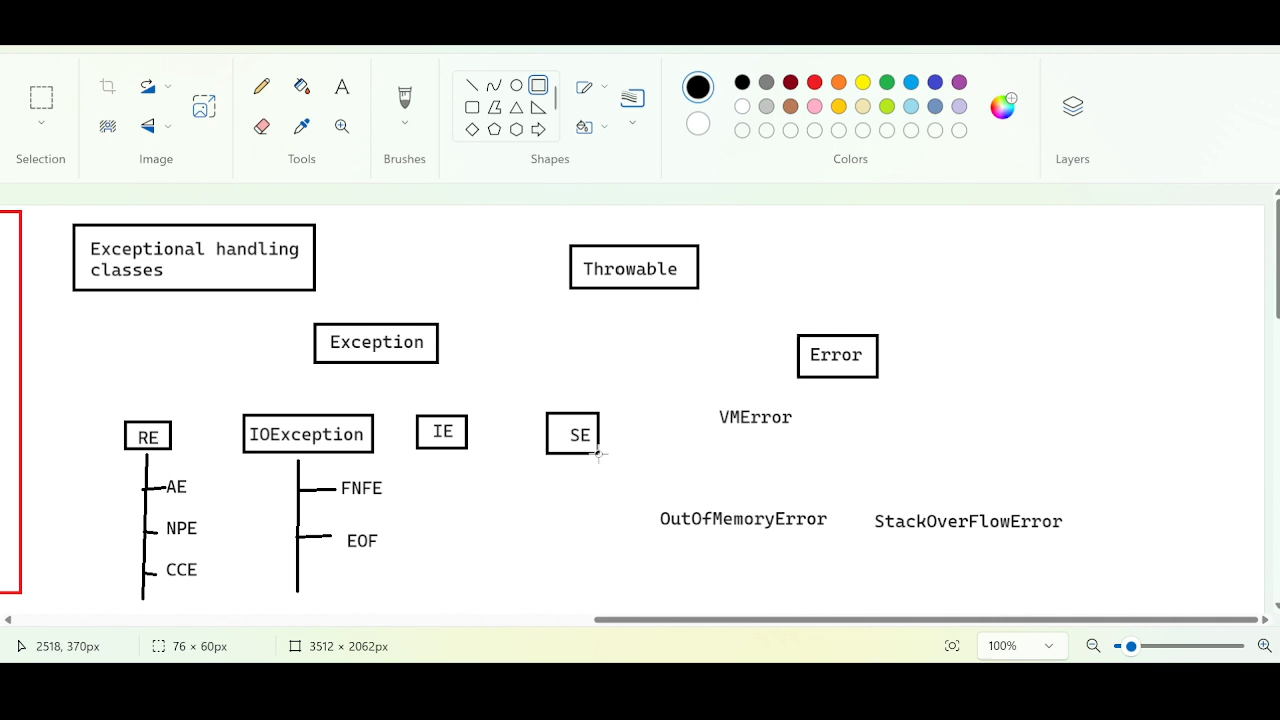 Selection
Image
Tools
Brushes
Shapes
Colors
Layers
Exceptional handling
classes
Throwable
Exception
Error
RE
IOException
IE
SE
VMError
AE
FNFE
NPE
EOF
CCE
OutOfMemoryError
StackOverFlowError
2518, 370px
76 × 60px
3512 × 2062px
100%